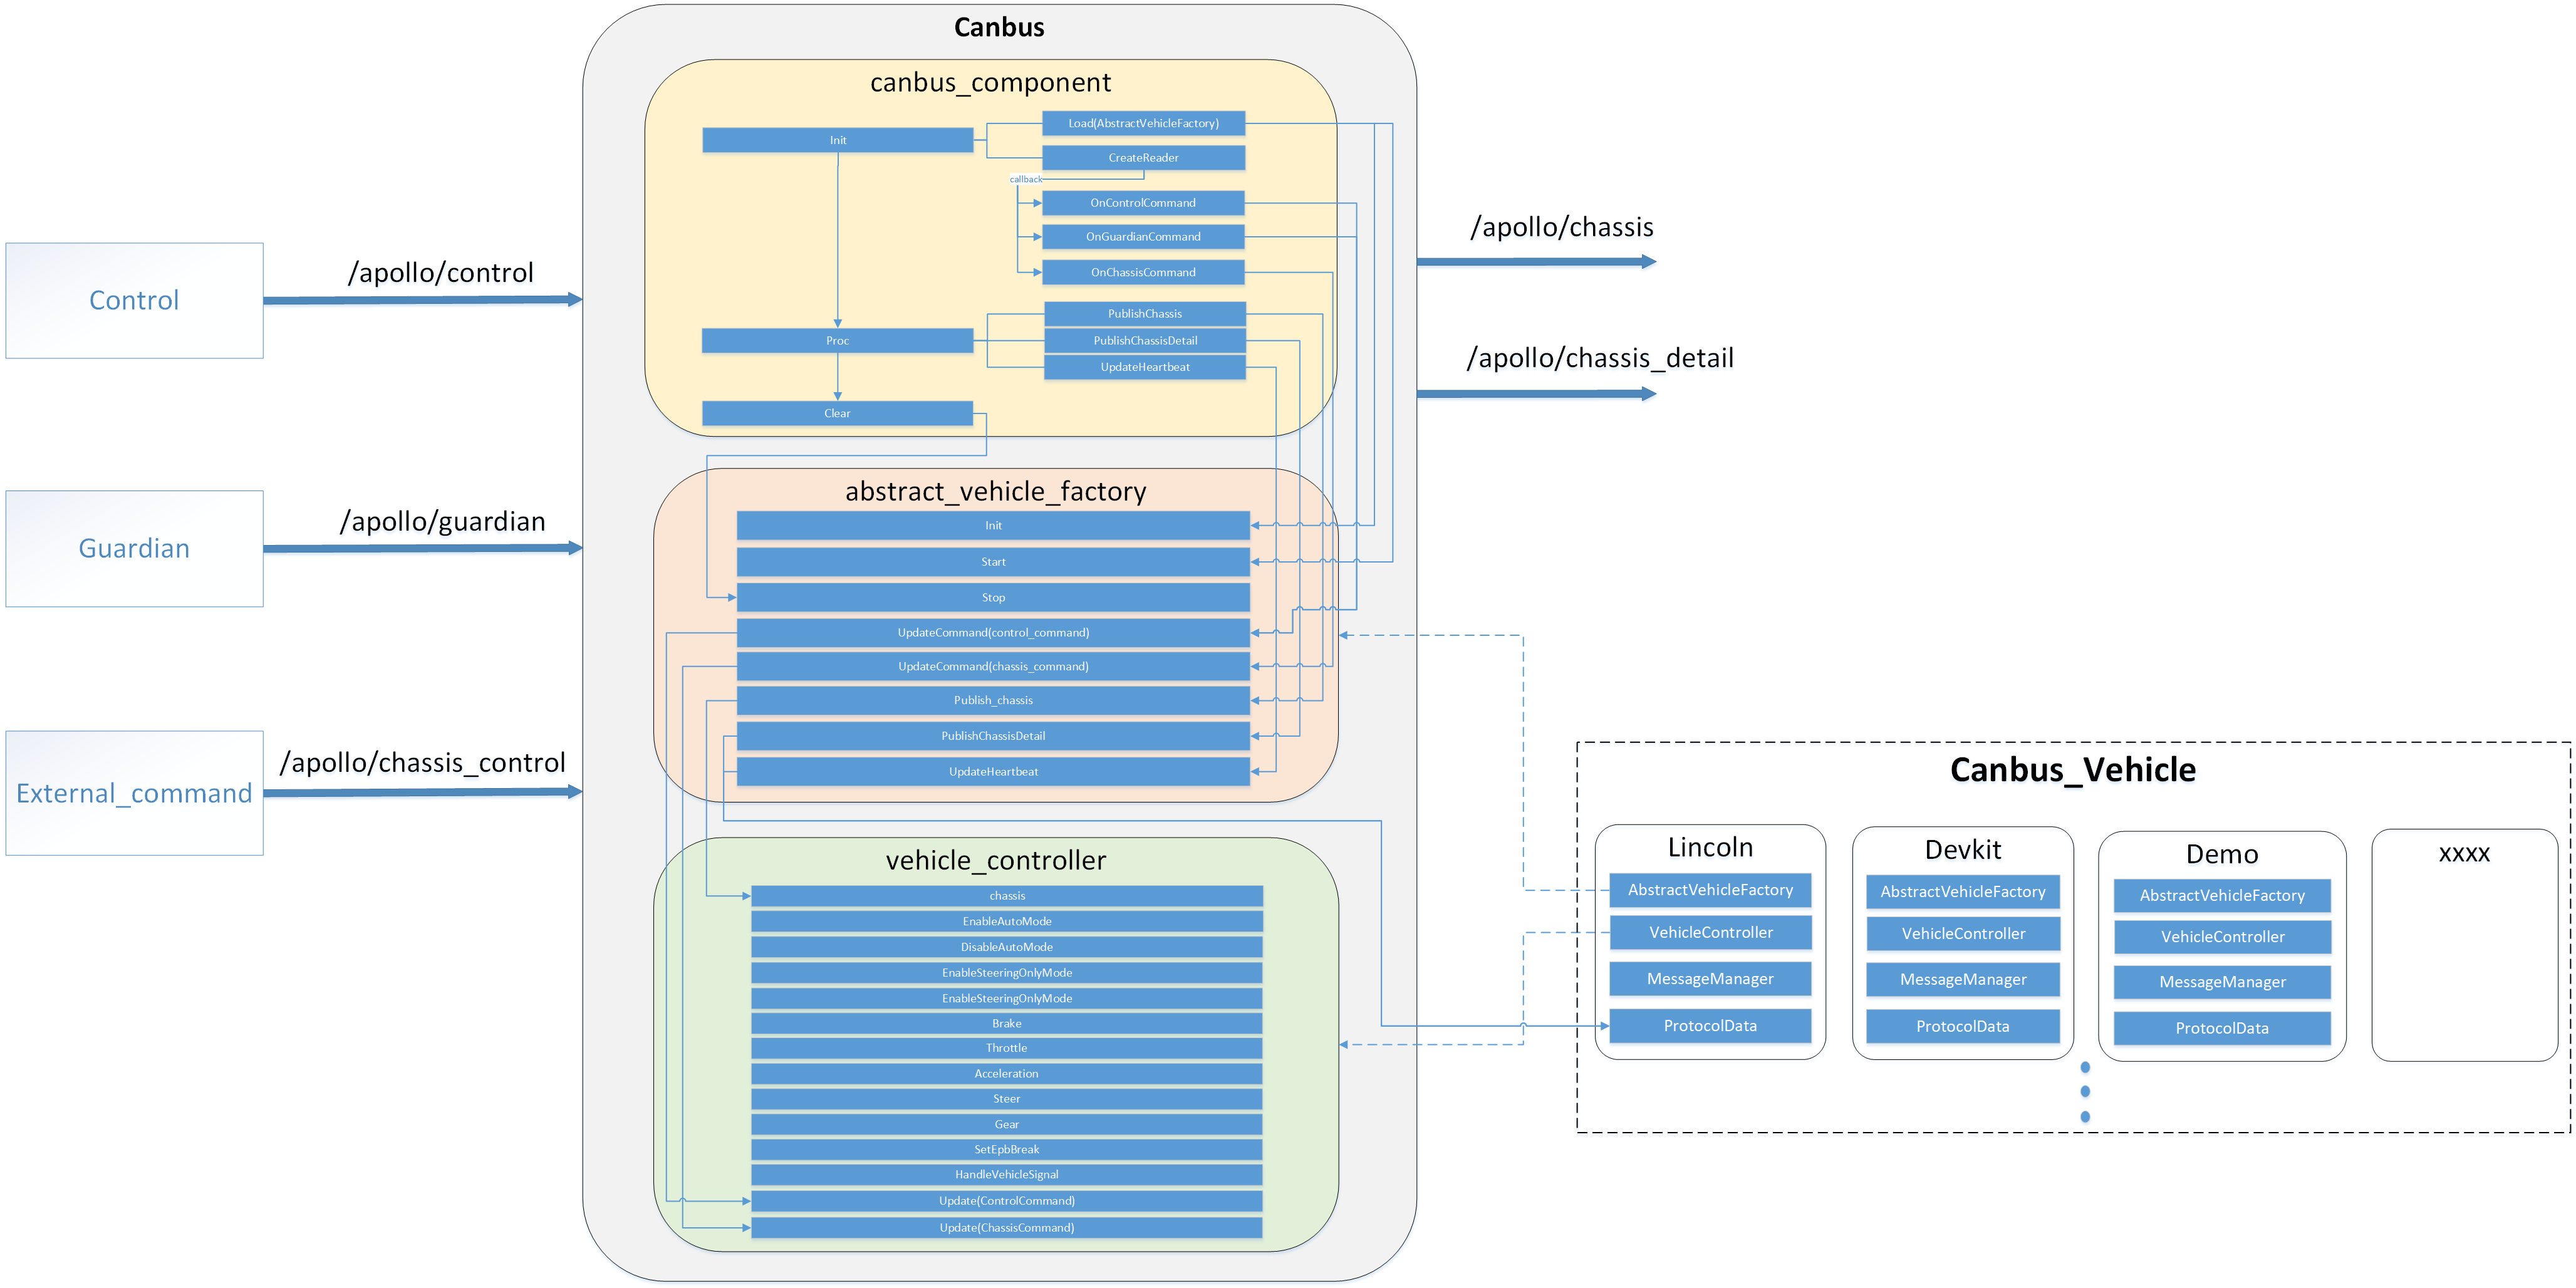 Canbus
canbus_component
Init
Load(AbstractVehicleFactory)
CreateReader
callback
OnControlCommand
OnGuardianCommand
OnChassisCommand
PublishChassis
Proc
PublishChassisDetail
UpdateHeartbeat
Clear
Control
/apollo/control
Guardian
/apollo/guardian
External_command
/apollo/chassis_control
/apollo/chassis
/apollo/chassis_detail
abstract_vehicle_factory
Init
Start
Stop
UpdateCommand(control_command)
UpdateCommand(chassis_command)
Publish_chassis
PublishChassisDetail
UpdateHeartbeat
vehicle_controller
chassis
EnableAutoMode
DisableAutoMode
EnableSteeringOnlyMode
EnableSteeringOnlyMode
Brake
Throttle
Acceleration
Steer
Gear
SetEpbBreak
HandleVehicleSignal
Update(ControlCommand)
Update(ChassisCommand)
Canbus_Vehicle
Lincoln
AbstractVehicleFactory
VehicleController
MessageManager
ProtocolData
Devkit
AbstractVehicleFactory
VehicleController
MessageManager
ProtocolData
Demo
AbstractVehicleFactory
VehicleController
MessageManager
ProtocolData
xxxx